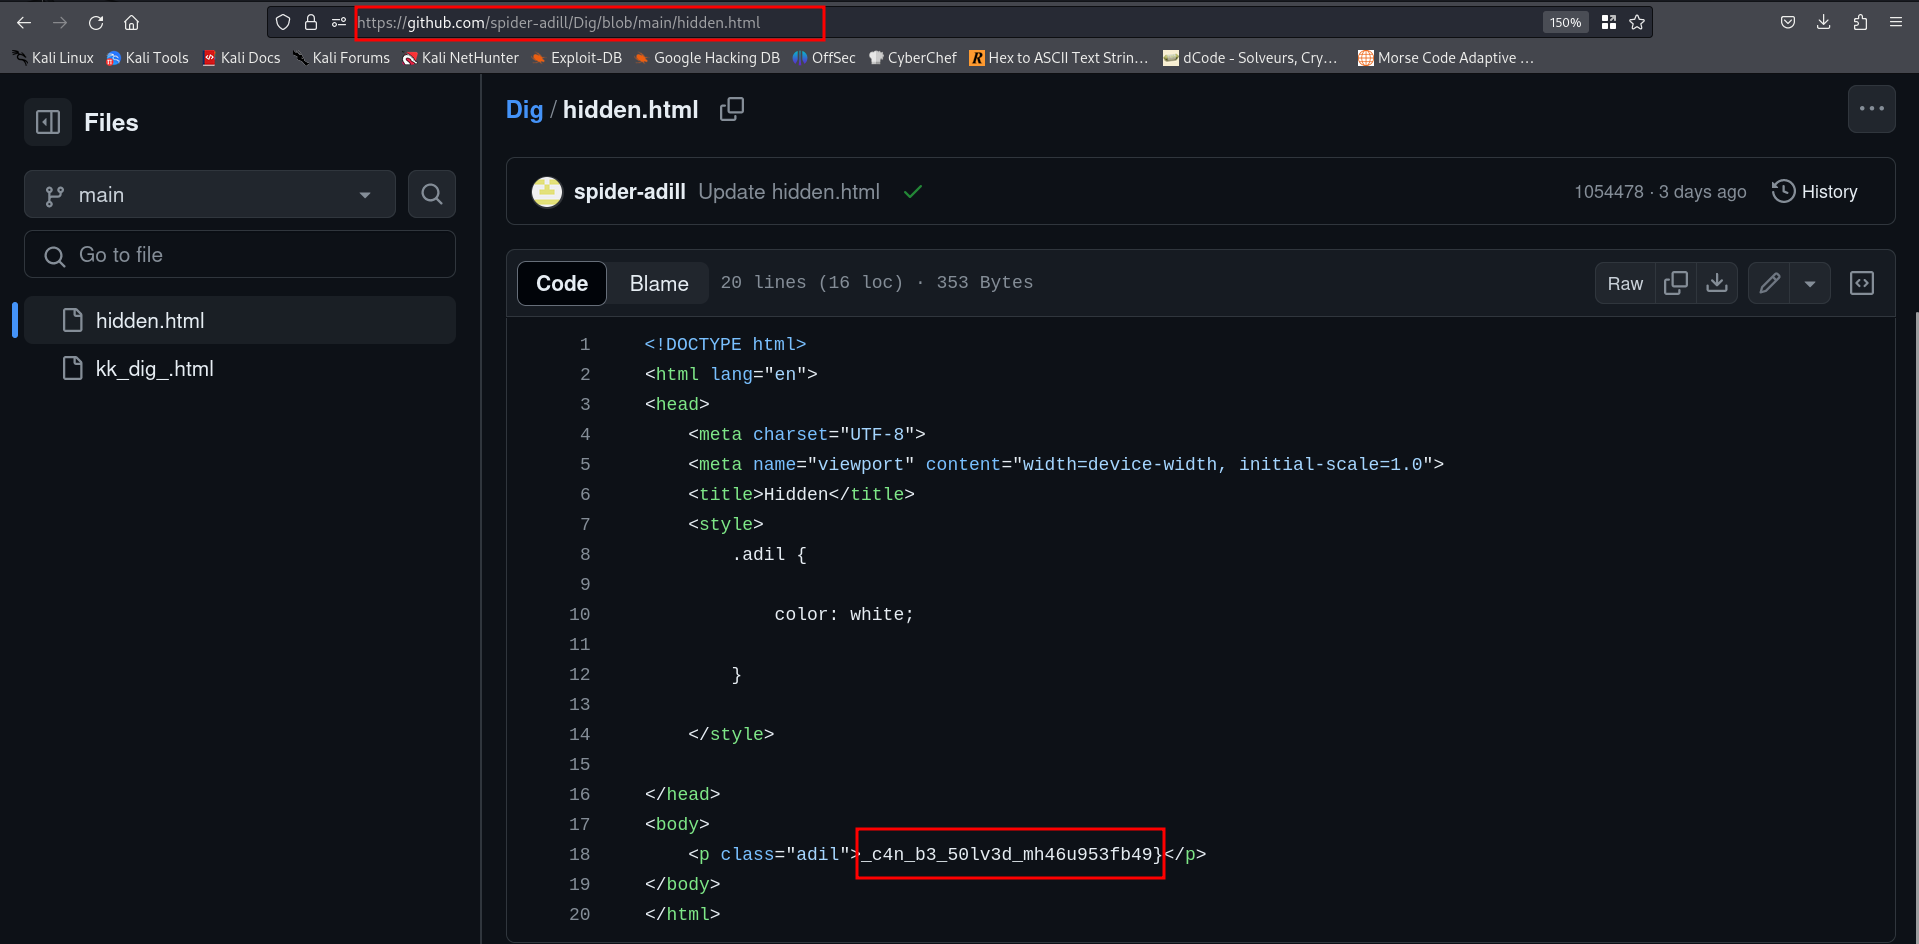 https://github.com/spider-adill/Dig/blob/main/hidden.html 150%
Kali Linux Kali Tools Kali Docs Kali Forums Kali NetHunter Exploit-DB Google Hacking DB OffSec CyberChef Hex to ASCII Text Strin… dCode - Solveurs, Cry… Morse Code Adaptive …
Files
main
Go to file
hidden.html
kk_dig_.html
Dig / hidden.html
spider-adill Update hidden.html 1054478 · 3 days ago History
Code Blame 20 lines (16 loc) · 353 Bytes Raw
1 <!DOCTYPE html>
2 <html lang="en">
3 <head>
4     <meta charset="UTF-8">
5     <meta name="viewport" content="width=device-width, initial-scale=1.0">
6     <title>Hidden</title>
7     <style>
8         .adil {
9
10             color: white;
11
12         }
13
14     </style>
15
16 </head>
17 <body>
18     <p class="adil">_c4n_b3_50lv3d_mh46u953fb49}</p>
19 </body>
20 </html>